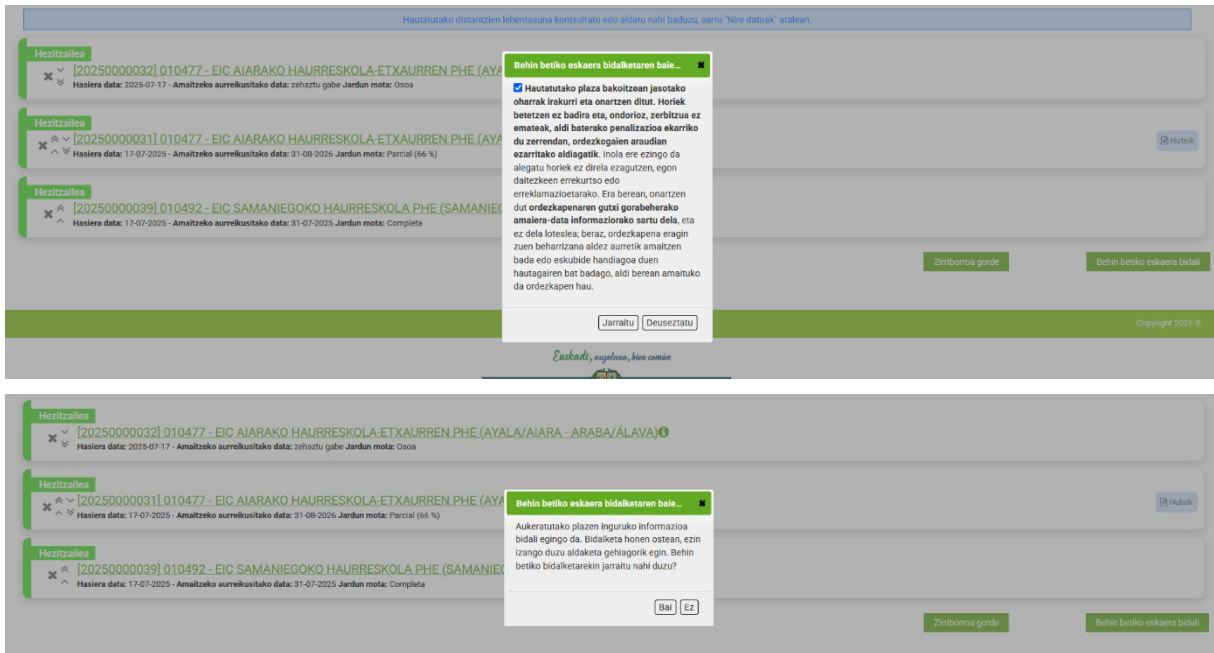 Hautatutako distantzien lehentasuna kontsultatu edo aldatu nahi baduzu, sartu "Nire datuak" atalean.
Hezitzailea
[20250000032] 010477 - EIC AIARAKO HAURRESKOLA-ETXAURREN PHE (AYA
Hasiera data: 2025-07-17 - Amaitzeko aurreikusitako data: zehaztu gabe Jardun mota: Osoa
Hezitzailea
[20250000031] 010477 - EIC AIARAKO HAURRESKOLA-ETXAURREN PHE (AYA
Hasiera data: 17-07-2025 - Amaitzeko aurreikusitako data: 31-08-2026 Jardun mota: Parcial (66 %)
Hutsik
Hezitzailea
[20250000039] 010492 - EIC SAMANIEGOKO HAURRESKOLA PHE (SAMANIEG
Hasiera data: 17-07-2025 - Amaitzeko aurreikusitako data: 31-07-2025 Jardun mota: Completa
Behin betiko eskaera bidalketaren baie...
Hautatutako plaza bakoitzean jasotako
oharrak irakurri eta onartzen ditut. Horiek
betetzen ez badira eta, ondorioz, zerbitzua ez
emateak, aldi baterako penalizazioa ekarriko
du zerrendan, ordezkogaien araudian
ezarritako aldiagatik. Inola ere ezingo da
alegatu horiek ez direla ezagutzen, egon
daitezkeen errekurtso edo
erreklamazioetarako. Era berean, onartzen
dut ordezkapenaren gutxi gorabeherako
amaiera-data informaziorako sartu dela, eta
ez dela loteslea; beraz, ordezkapena eragin
zuen beharrizana aldez aurretik amaitzen
bada edo eskubide handiagoa duen
hautagairen bat badago, aldi berean amaituko
da ordezkapen hau.
Jarraitu Deuseztatu
Zirriborroa gorde
Behin betiko eskaera bidali
Copyright 2025 ©
Euskadi, auzolana, bien común
Hezitzailea
[20250000032] 010477 - EIC AIARAKO HAURRESKOLA-ETXAURREN PHE (AYALA/AIARA - ARABA/ÁLAVA)
Hasiera data: 2025-07-17 - Amaitzeko aurreikusitako data: zehaztu gabe Jardun mota: Osoa
Hezitzailea
[20250000031] 010477 - EIC AIARAKO HAURRESKOLA-ETXAURREN PHE (AYA
Hasiera data: 17-07-2025 - Amaitzeko aurreikusitako data: 31-08-2026 Jardun mota: Parcial (66 %)
Hutsik
Hezitzailea
[20250000039] 010492 - EIC SAMANIEGOKO HAURRESKOLA PHE (SAMANIEG
Hasiera data: 17-07-2025 - Amaitzeko aurreikusitako data: 31-07-2025 Jardun mota: Completa
Behin betiko eskaera bidalketaren baie...
Aukeratutako plazen inguruko informazioa
bidali egingo da. Bidalketa honen ostean, ezin
izango duzu aldaketa gehiagorik egin. Behin
betiko bidalketarekin jarraitu nahi duzu?
Bai Ez
Zirriborroa gorde
Behin betiko eskaera bidali